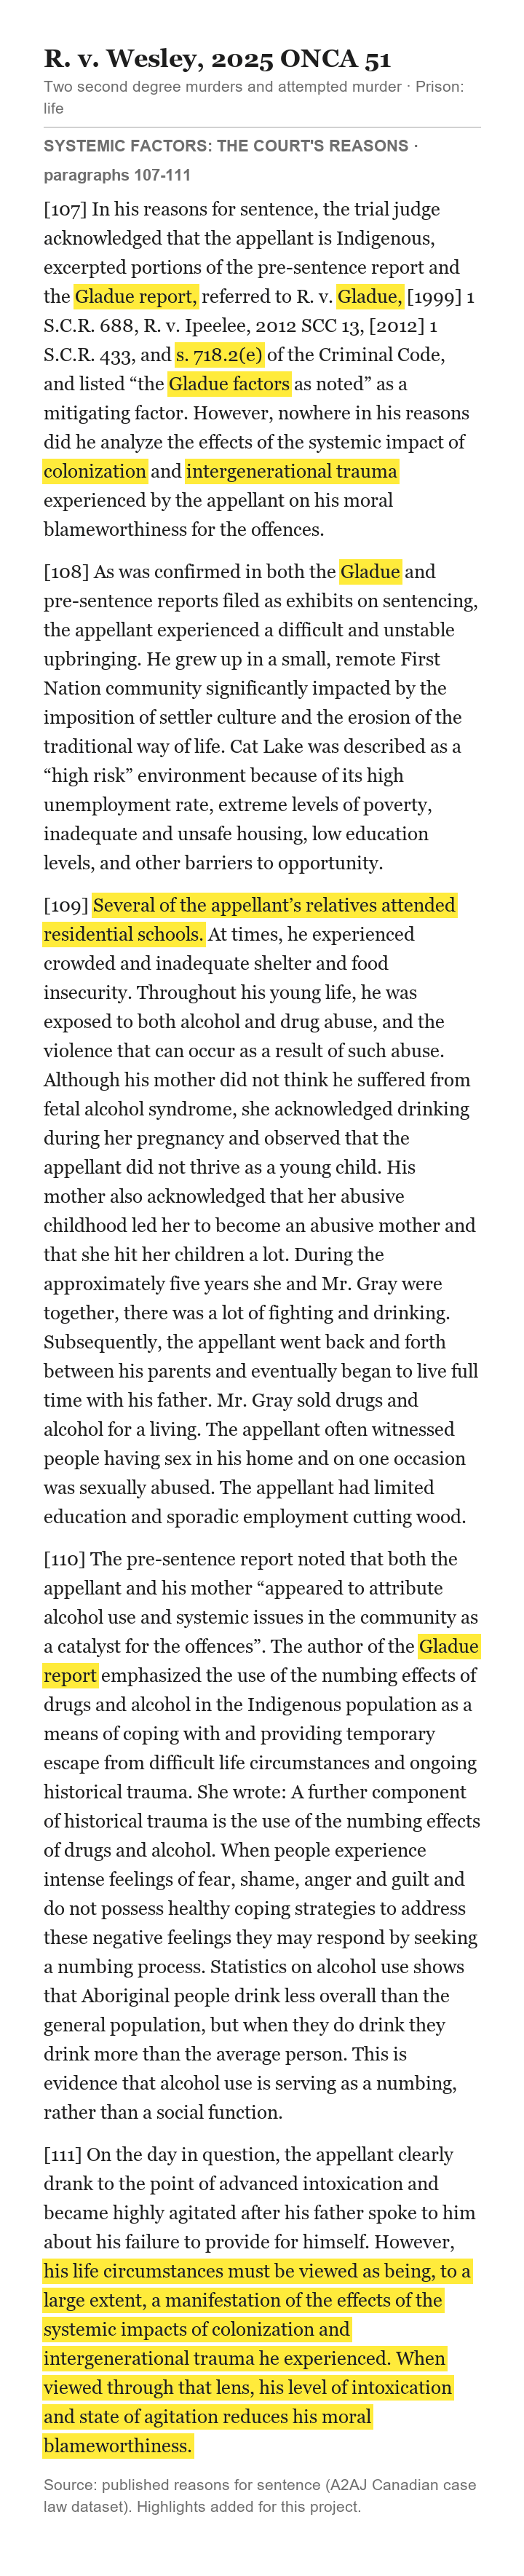 R. v. Wesley, 2025 ONCA 51
Two second degree murders and attempted murder · Prison:
life
SYSTEMIC FACTORS: THE COURT'S REASONS ·
paragraphs 107-111
[107] In his reasons for sentence, the trial judge
acknowledged that the appellant is Indigenous,
excerpted portions of the pre-sentence report and
the Gladue report, referred to R. v. Gladue, [1999] 1
S.C.R. 688, R. v. Ipeelee, 2012 SCC 13, [2012] 1
S.C.R. 433, and s. 718.2(e) of the Criminal Code,
and listed “the Gladue factors as noted” as a
mitigating factor. However, nowhere in his reasons
did he analyze the effects of the systemic impact of
colonization and intergenerational trauma
experienced by the appellant on his moral
blameworthiness for the offences.
[108] As was confirmed in both the Gladue and
pre-sentence reports filed as exhibits on sentencing,
the appellant experienced a difficult and unstable
upbringing. He grew up in a small, remote First
Nation community significantly impacted by the
imposition of settler culture and the erosion of the
traditional way of life. Cat Lake was described as a
“high risk” environment because of its high
unemployment rate, extreme levels of poverty,
inadequate and unsafe housing, low education
levels, and other barriers to opportunity.
[109] Several of the appellant’s relatives attended
residential schools. At times, he experienced
crowded and inadequate shelter and food
insecurity. Throughout his young life, he was
exposed to both alcohol and drug abuse, and the
violence that can occur as a result of such abuse.
Although his mother did not think he suffered from
fetal alcohol syndrome, she acknowledged drinking
during her pregnancy and observed that the
appellant did not thrive as a young child. His
mother also acknowledged that her abusive
childhood led her to become an abusive mother and
that she hit her children a lot. During the
approximately five years she and Mr. Gray were
together, there was a lot of fighting and drinking.
Subsequently, the appellant went back and forth
between his parents and eventually began to live full
time with his father. Mr. Gray sold drugs and
alcohol for a living. The appellant often witnessed
people having sex in his home and on one occasion
was sexually abused. The appellant had limited
education and sporadic employment cutting wood.
[110] The pre-sentence report noted that both the
appellant and his mother “appeared to attribute
alcohol use and systemic issues in the community as
a catalyst for the offences”. The author of the Gladue
report emphasized the use of the numbing effects of
drugs and alcohol in the Indigenous population as a
means of coping with and providing temporary
escape from difficult life circumstances and ongoing
historical trauma. She wrote: A further component
of historical trauma is the use of the numbing effects
of drugs and alcohol. When people experience
intense feelings of fear, shame, anger and guilt and
do not possess healthy coping strategies to address
these negative feelings they may respond by seeking
a numbing process. Statistics on alcohol use shows
that Aboriginal people drink less overall than the
general population, but when they do drink they
drink more than the average person. This is
evidence that alcohol use is serving as a numbing,
rather than a social function.
[111] On the day in question, the appellant clearly
drank to the point of advanced intoxication and
became highly agitated after his father spoke to him
about his failure to provide for himself. However,
his life circumstances must be viewed as being, to a
large extent, a manifestation of the effects of the
systemic impacts of colonization and
intergenerational trauma he experienced. When
viewed through that lens, his level of intoxication
and state of agitation reduces his moral
blameworthiness.
Source: published reasons for sentence (A2AJ Canadian case
law dataset). Highlights added for this project.